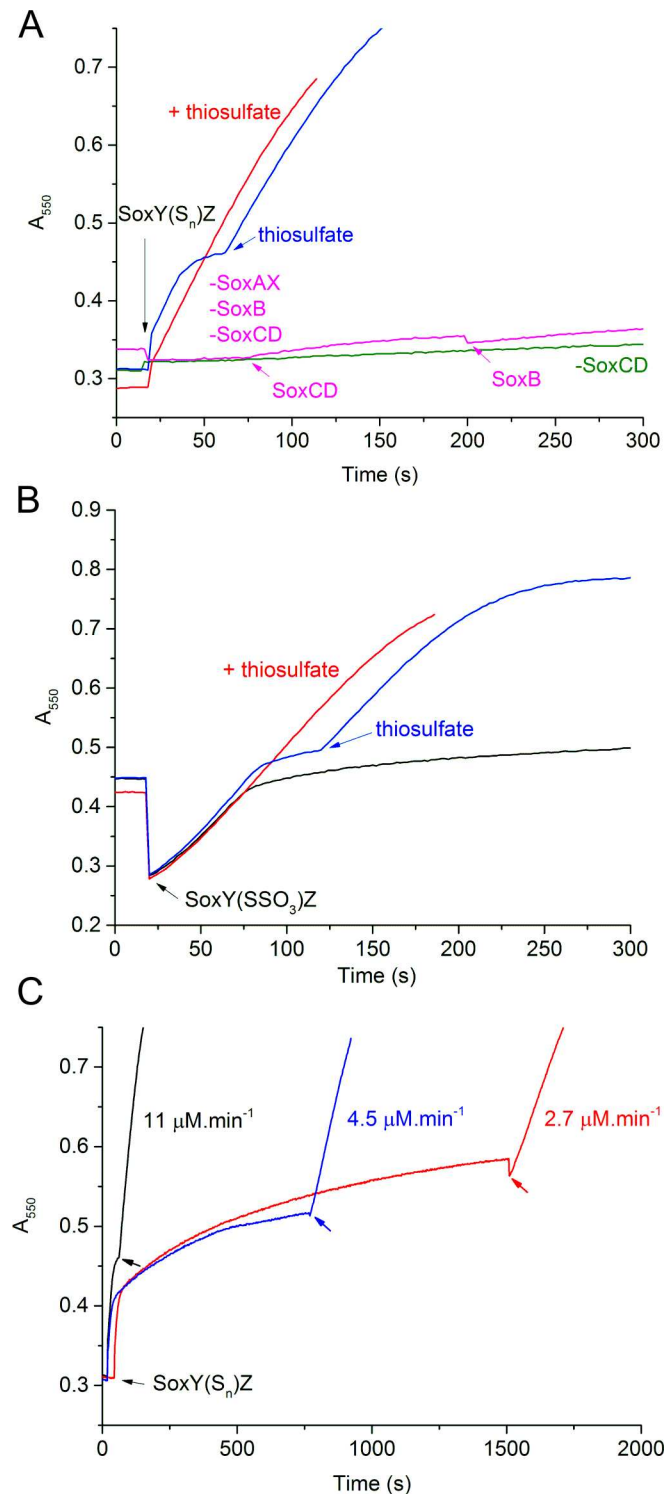 A
0.7
0.6
0.5
0.4
0.3
A550
+ thiosulfate
SoxY(Sn)Z
thiosulfate
-SoxAX
-SoxB
-SoxCD
SoxCD
SoxB
-SoxCD
0 50 100 150 200 250 300
Time (s)
B
0.9
0.8
0.7
0.6
0.5
0.4
0.3
0.2
A550
+ thiosulfate
thiosulfate
SoxY(SSO3)Z
0 50 100 150 200 250 300
Time (s)
C
0.7
0.6
0.5
0.4
0.3
A550
11 μM.min-1 4.5 μM.min-1 2.7 μM.min-1
SoxY(Sn)Z
0 500 1000 1500 2000
Time (s)